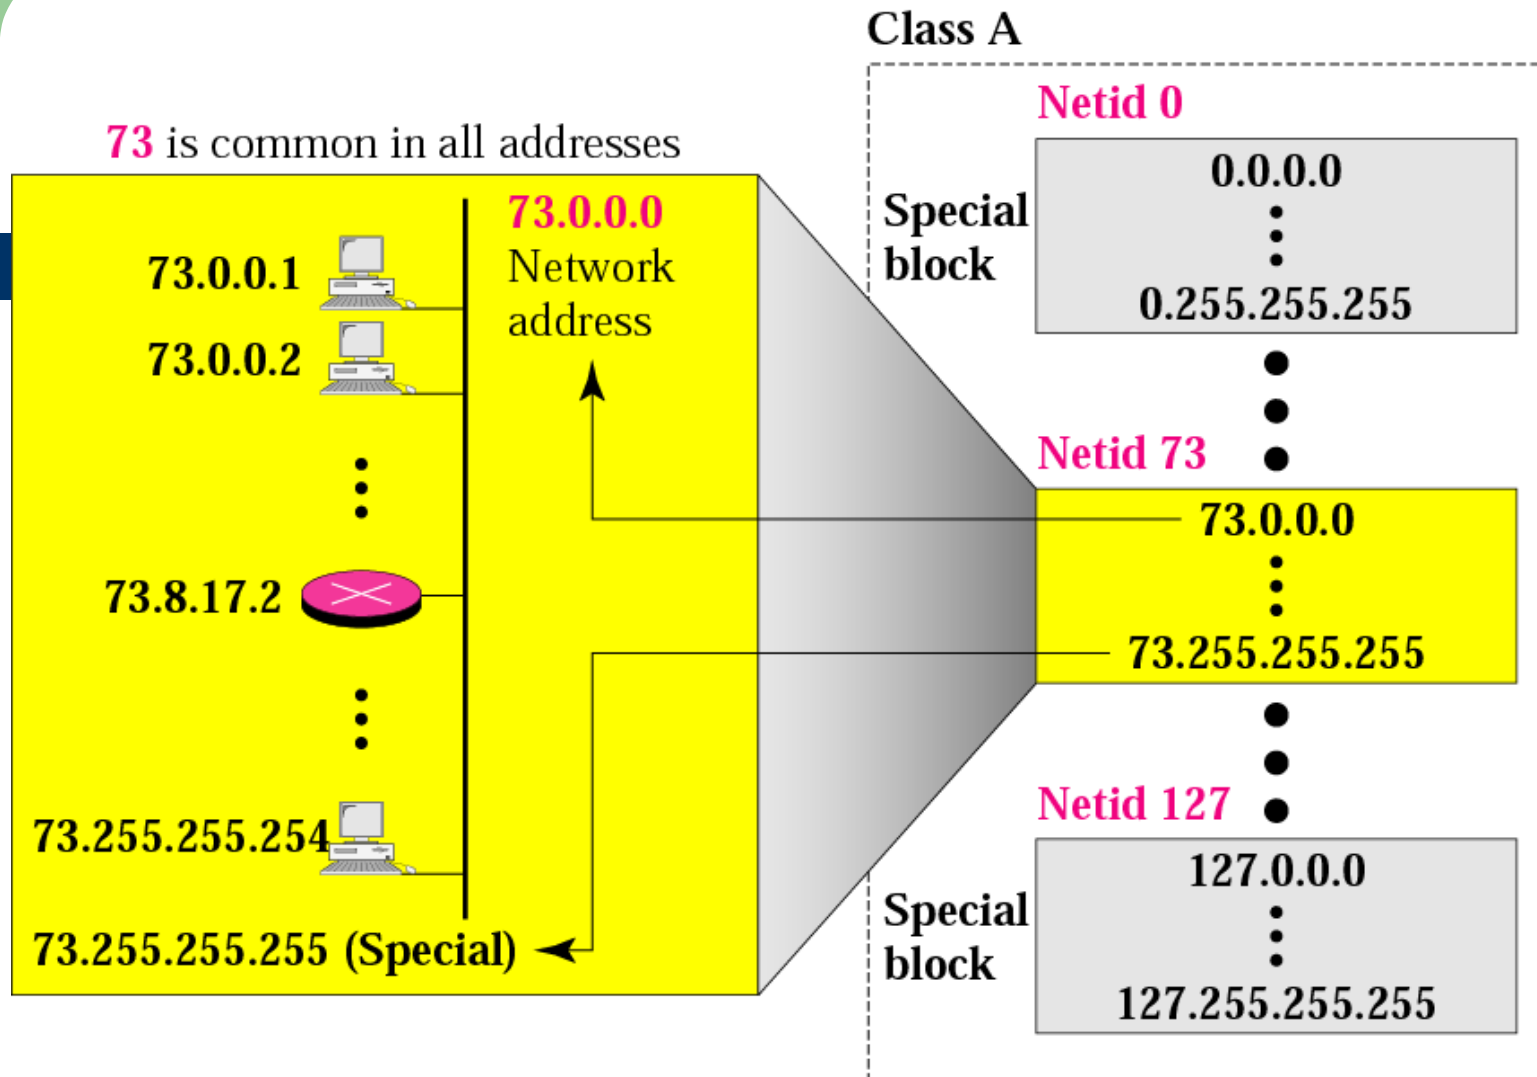 Class A
73 is common in all addresses
73.0.0.0
Network
address
73.0.0.1
73.0.0.2
73.8.17.2
73.255.255.254
73.255.255.255 (Special)
Netid 0
Special
block
0.0.0.0
0.255.255.255
Netid 73
73.0.0.0
73.255.255.255
Netid 127
Special
block
127.0.0.0
127.255.255.255